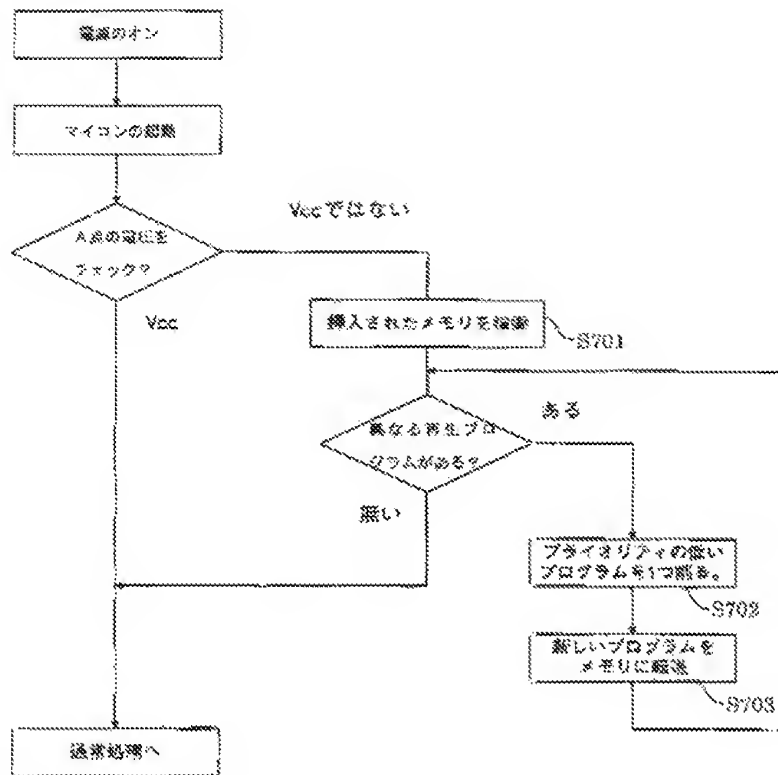 電源のオン
マイコンの起動
A点の電圧を
チェック?
Vccではない
Vcc
挿入されたメモリを検索
S701
異なる再生プロ
グラムがある?
ある
無い
プライオリティの低い
プログラムを1つ削る。
S702
新しいプログラムを
メモリに転送
S703
通常処理へ